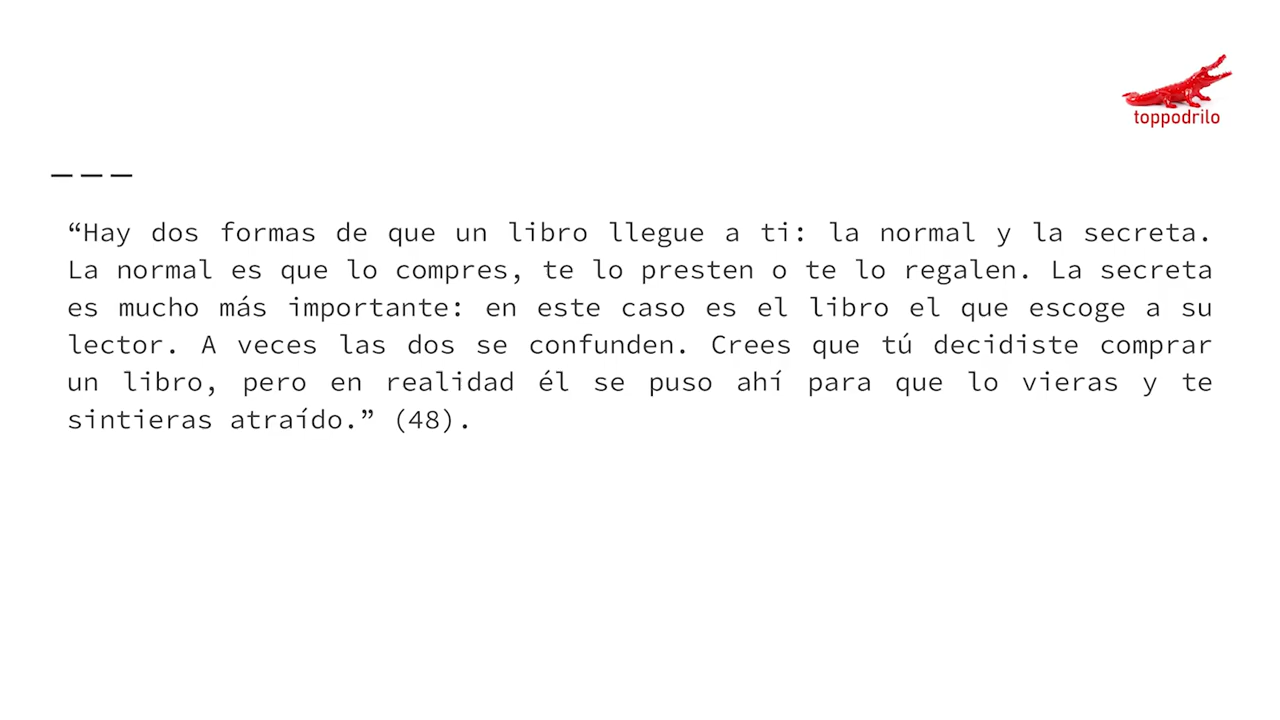 toppodrilo
“Hay dos formas de que un libro llegue a ti: la normal y la secreta.
La normal es que lo compres, te lo presten o te lo regalen. La secreta
es mucho más importante: en este caso es el libro el que escoge a su
lector. A veces las dos se confunden. Crees que tú decidiste comprar
un libro, pero en realidad él se puso ahí para que lo vieras y te
sintieras atraído.” (48).